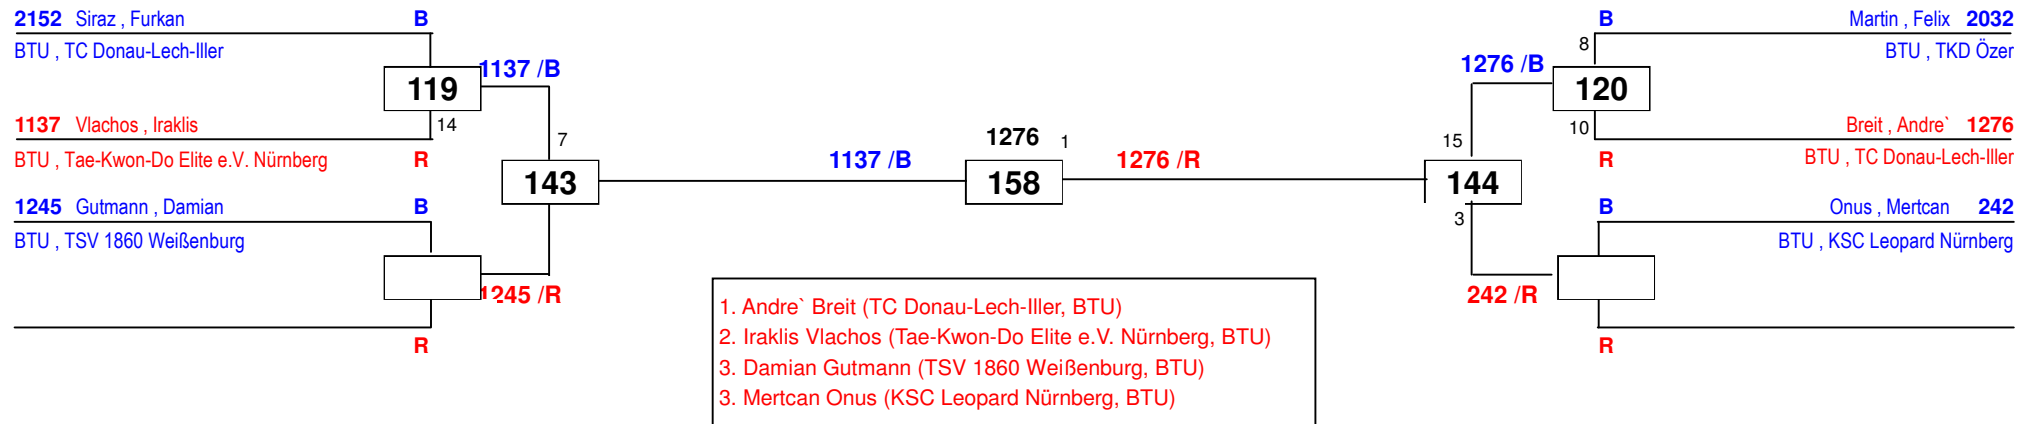 2152 Siraz , Furkan B
BTU , TC Donau-Lech-Iller
1137 /B
119
1137 Vlachos , Iraklis 14
BTU , Tae-Kwon-Do Elite e.V. Nürnberg R
7
143
1245 Gutmann , Damian B
BTU , TSV 1860 Weißenburg
1245 /R
R
1137 /B
1276 1
158
1276 /R
B Martin , Felix 2032
8 BTU , TKD Özer
1276 /B
120
10 Breit , Andre` 1276
R BTU , TC Donau-Lech-Iller
15
144
3
B Onus , Mertcan 242
BTU , KSC Leopard Nürnberg
242 /R
R
1. Andre` Breit (TC Donau-Lech-Iller, BTU)
2. Iraklis Vlachos (Tae-Kwon-Do Elite e.V. Nürnberg, BTU)
3. Damian Gutmann (TSV 1860 Weißenburg, BTU)
3. Mertcan Onus (KSC Leopard Nürnberg, BTU)